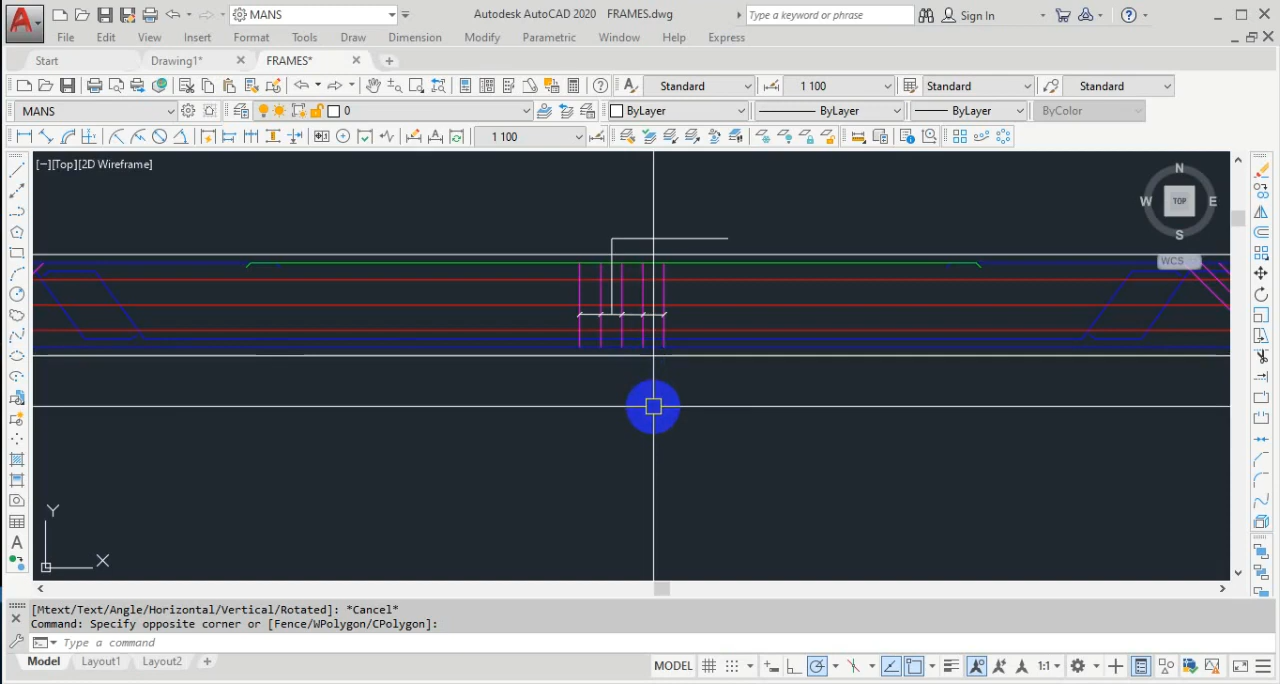 MANS
Autodesk AutoCAD 2020 FRAMES.dwg
Type a keyword or phrase
Sign In
File Edit View Insert Format Tools Draw Dimension Modify Parametric Window Help Express
Start
Drawing1*
FRAMES*
Standard
1 100
Standard
Standard
MANS
0
ByLayer
ByLayer
ByLayer
ByColor
1 100
[−][Top][2D Wireframe]
N
W TOP E
S
WCS
Y
X
[Mtext/Text/Angle/Horizontal/Vertical/Rotated]: *Cancel*
Command: Specify opposite corner or [Fence/WPolygon/CPolygon]:
Type a command
Model Layout1 Layout2 +
MODEL
1:1